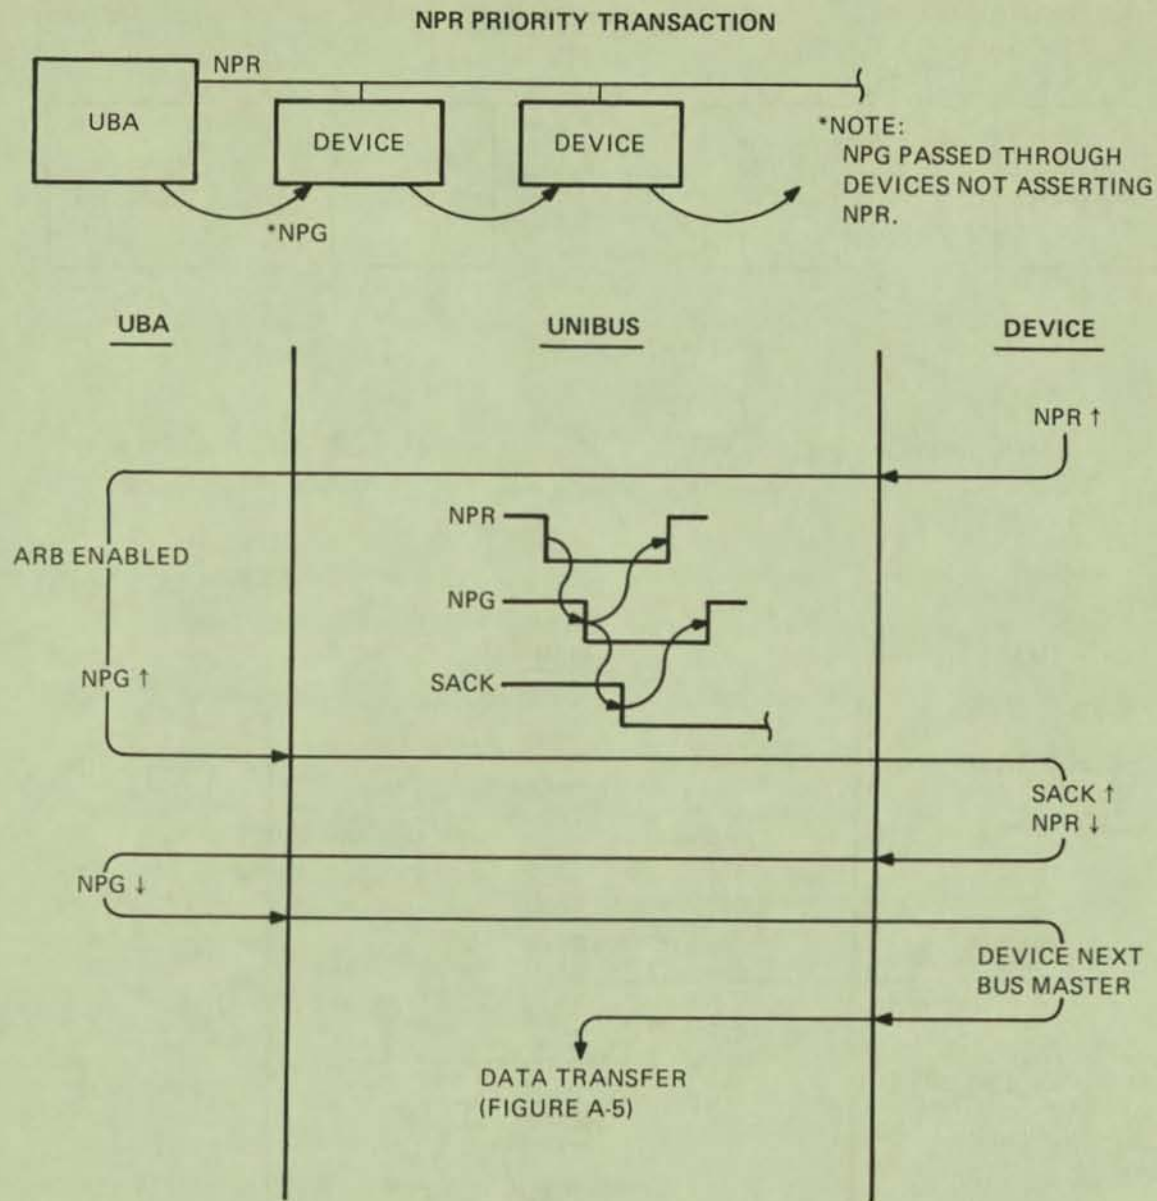 NPR PRIORITY TRANSACTION
NPR
UBA
DEVICE
DEVICE
*NPG
*NOTE:
NPG PASSED THROUGH
DEVICES NOT ASSERTING
NPR.
UBA
UNIBUS
DEVICE
NPR ↑
NPR
ARB ENABLED
NPG
NPG ↑
SACK
SACK ↑
NPR ↓
NPG ↓
DEVICE NEXT
BUS MASTER
DATA TRANSFER
(FIGURE A-5)